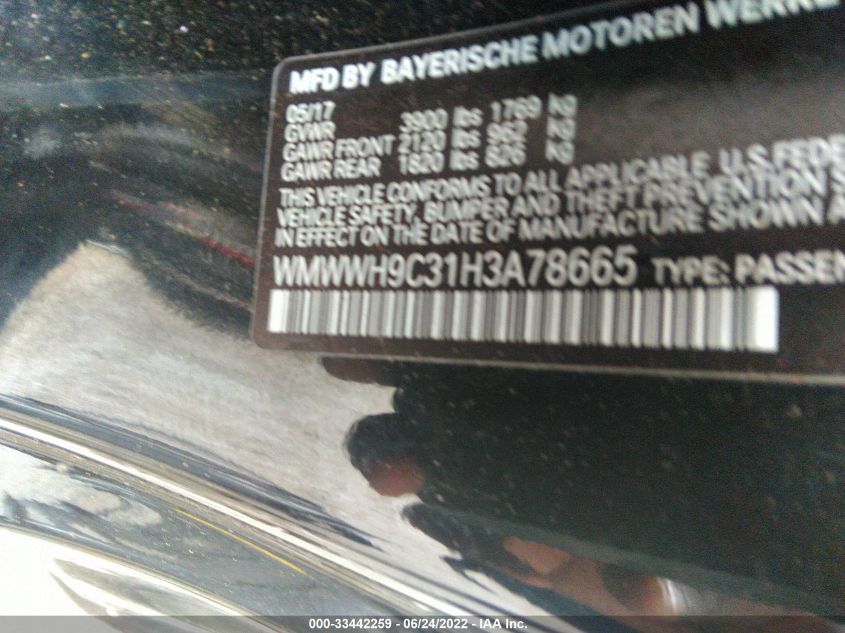 MFD BY BAYERISCHE MOTOREN WERKE
05/17
GVWR 3900 lbs 1769 kg
GAWR FRONT 2120 lbs 962 kg
GAWR REAR 1820 lbs 826 kg
THIS VEHICLE CONFORMS TO ALL APPLICABLE U.S. FEDE
VEHICLE SAFETY, BUMPER AND THEFT PREVENTION S
IN EFFECT ON THE DATE OF MANUFACTURE SHOWN A
WMWWH9C31H3A78665 TYPE: PASSEN
000-33442259 - 06/24/2022 - IAA Inc.